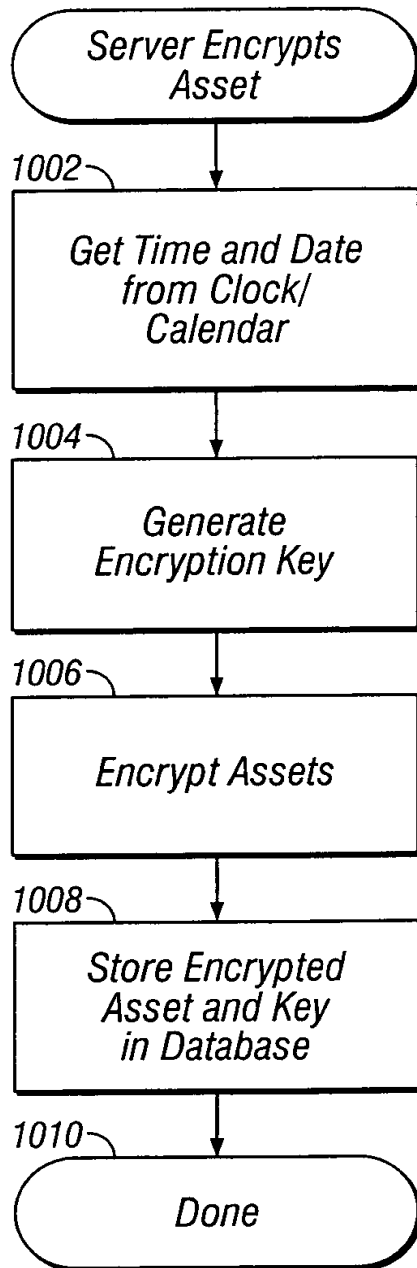 Server Encrypts
Asset
1002
Get Time and Date
from Clock/
Calendar
1004
Generate
Encryption Key
1006
Encrypt Assets
1008
Store Encrypted
Asset and Key
in Database
1010
Done